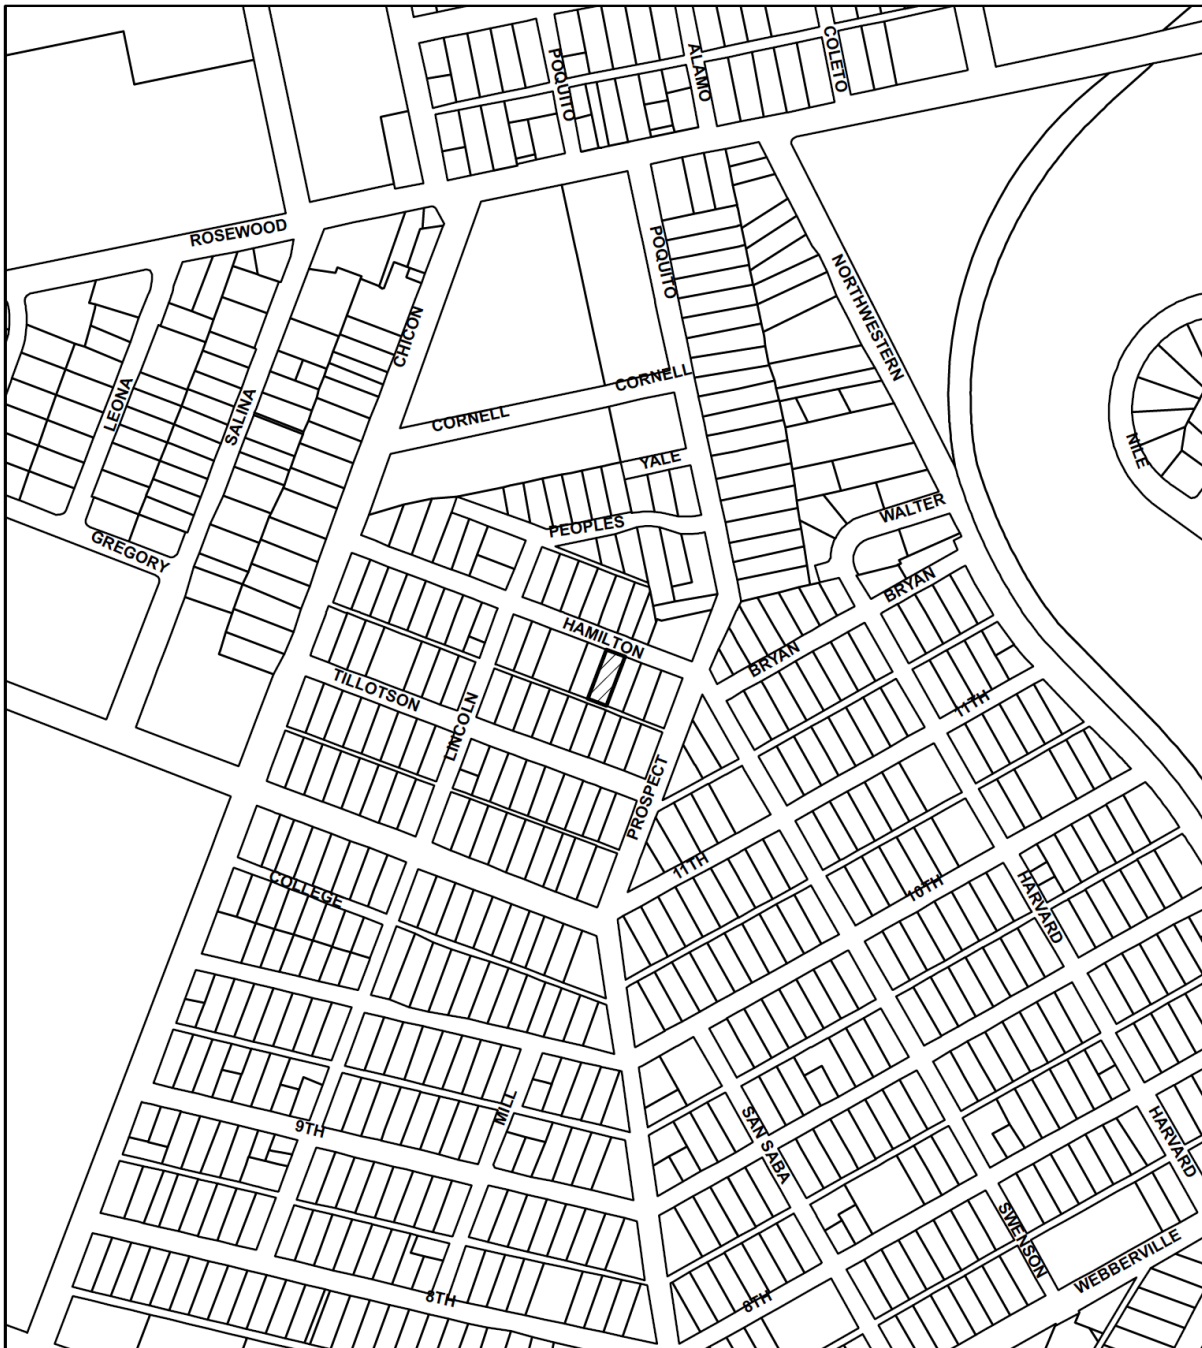 POQUITO
ALAMO
COLETO
ROSEWOOD
POQUITO
NORTHWESTERN
CHICON
LEONA
SALINA
CORNELL
CORNELL
NILE
YALE
WALTER
PEOPLES
GREGORY
BRYAN
HAMILTON
BRYAN
TILLOTSON
LINCOLN
11TH
PROSPECT
11TH
COLLEGE
10TH
HARVARD
MILL
9TH
SAN SABA
HARVARD
SWENSON
WEBBERVILLE
8TH
8TH